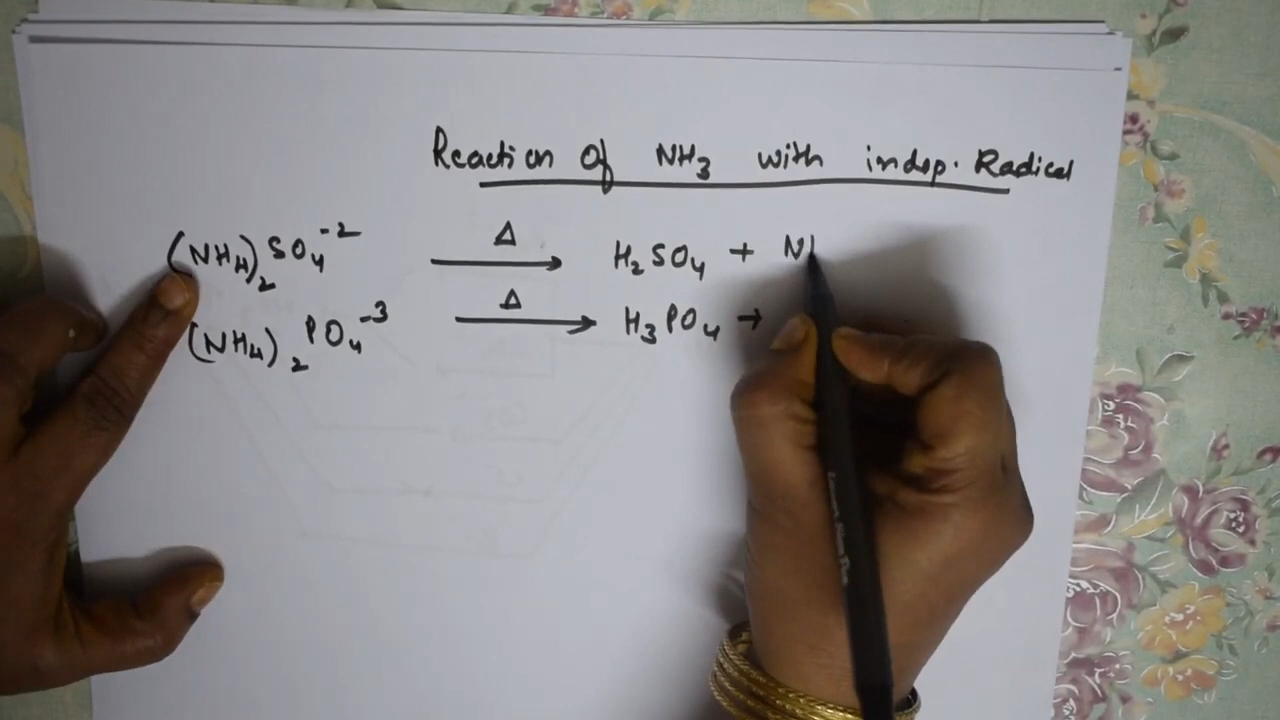 Reaction Of NH3 with indep. Radical
(NH4)2SO4-2 Δ → H2SO4 + N
(NH4)2PO4-3 Δ → H3PO4 +